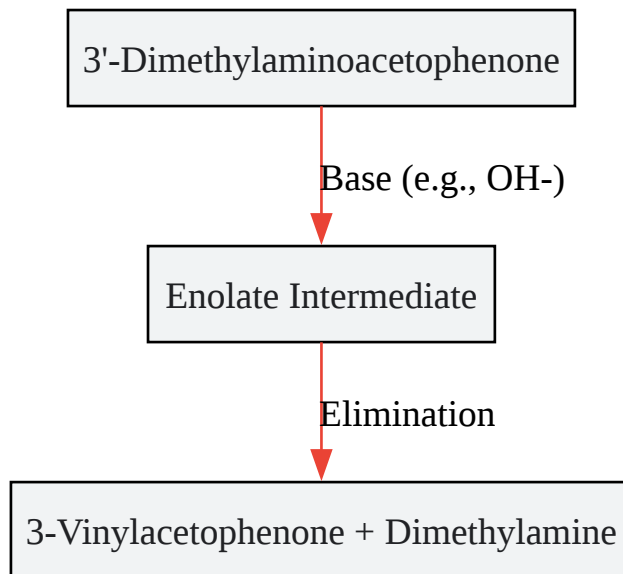 3'-Dimethylaminoacetophenone
Base (e.g., OH-)
Enolate Intermediate
Elimination
3-Vinylacetophenone + Dimethylamine